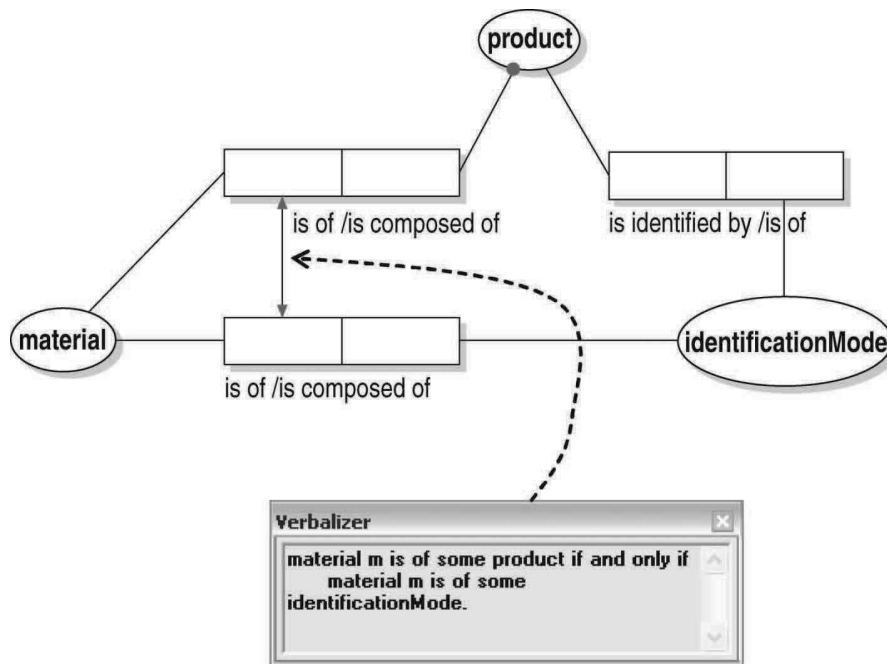 product
is of /is composed of
is identified by /is of
material
identificationMode
is of /is composed of
Verbalizer
material m is of some product if and only if
material m is of some
identificationMode.